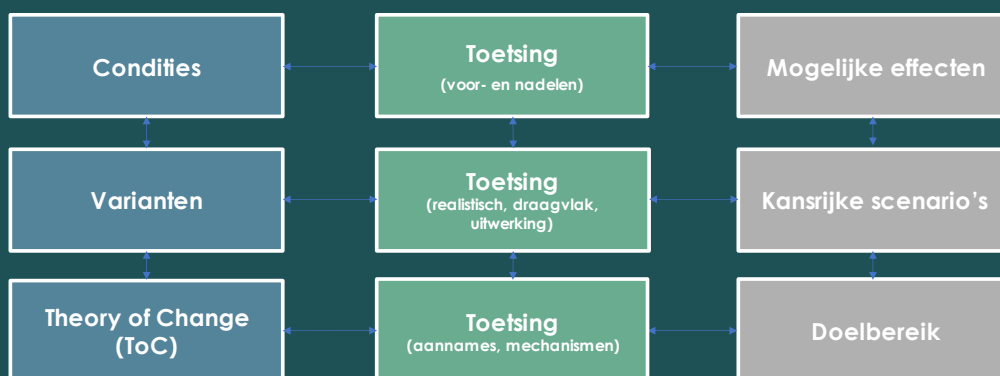 Condities
Toetsing
(voor- en nadelen)
Mogelijke effecten
Varianten
Toetsing
(realistisch, draagvlak,
uitwerking)
Kansrijke scenario's
Theory of Change
(ToC)
Toetsing
(aannames, mechanismen)
Doelbereik